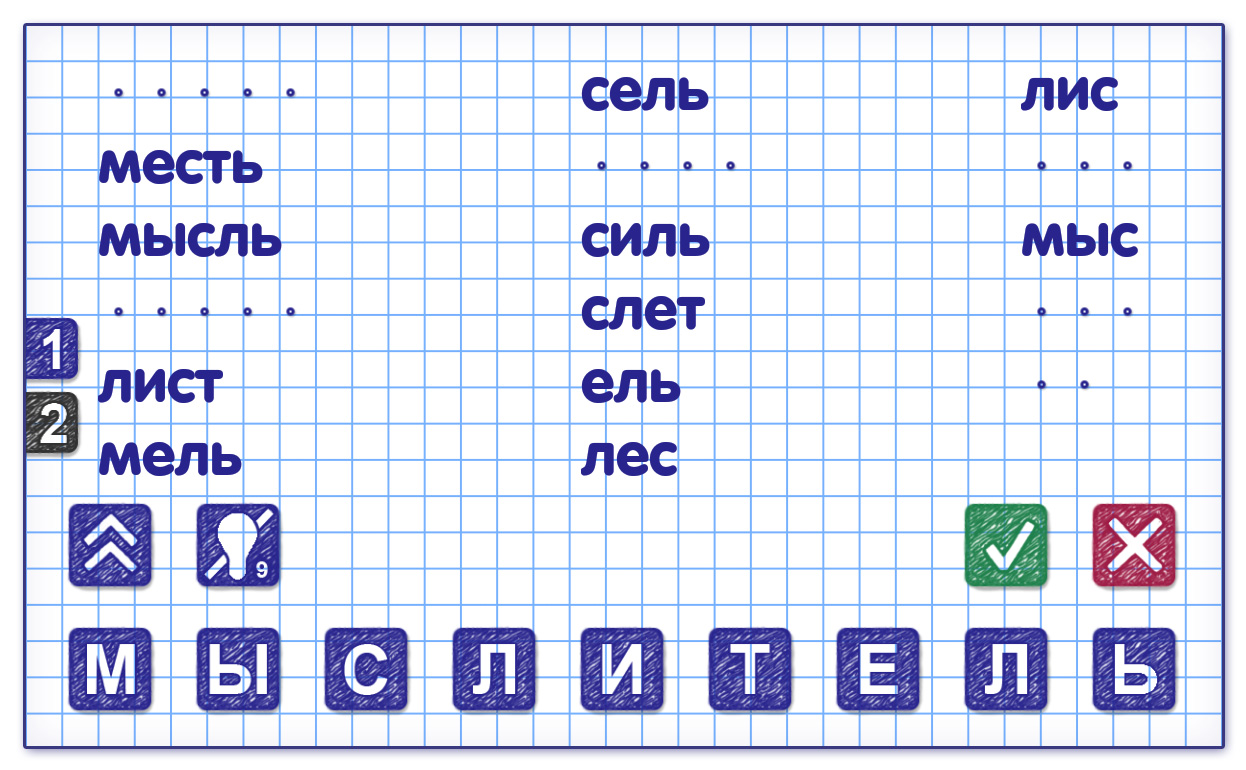 сель лис
месть
мысль силь мыс
слет
1
лист ель
2
мель лес
9
М Ы С Л И Т Е Л Ь